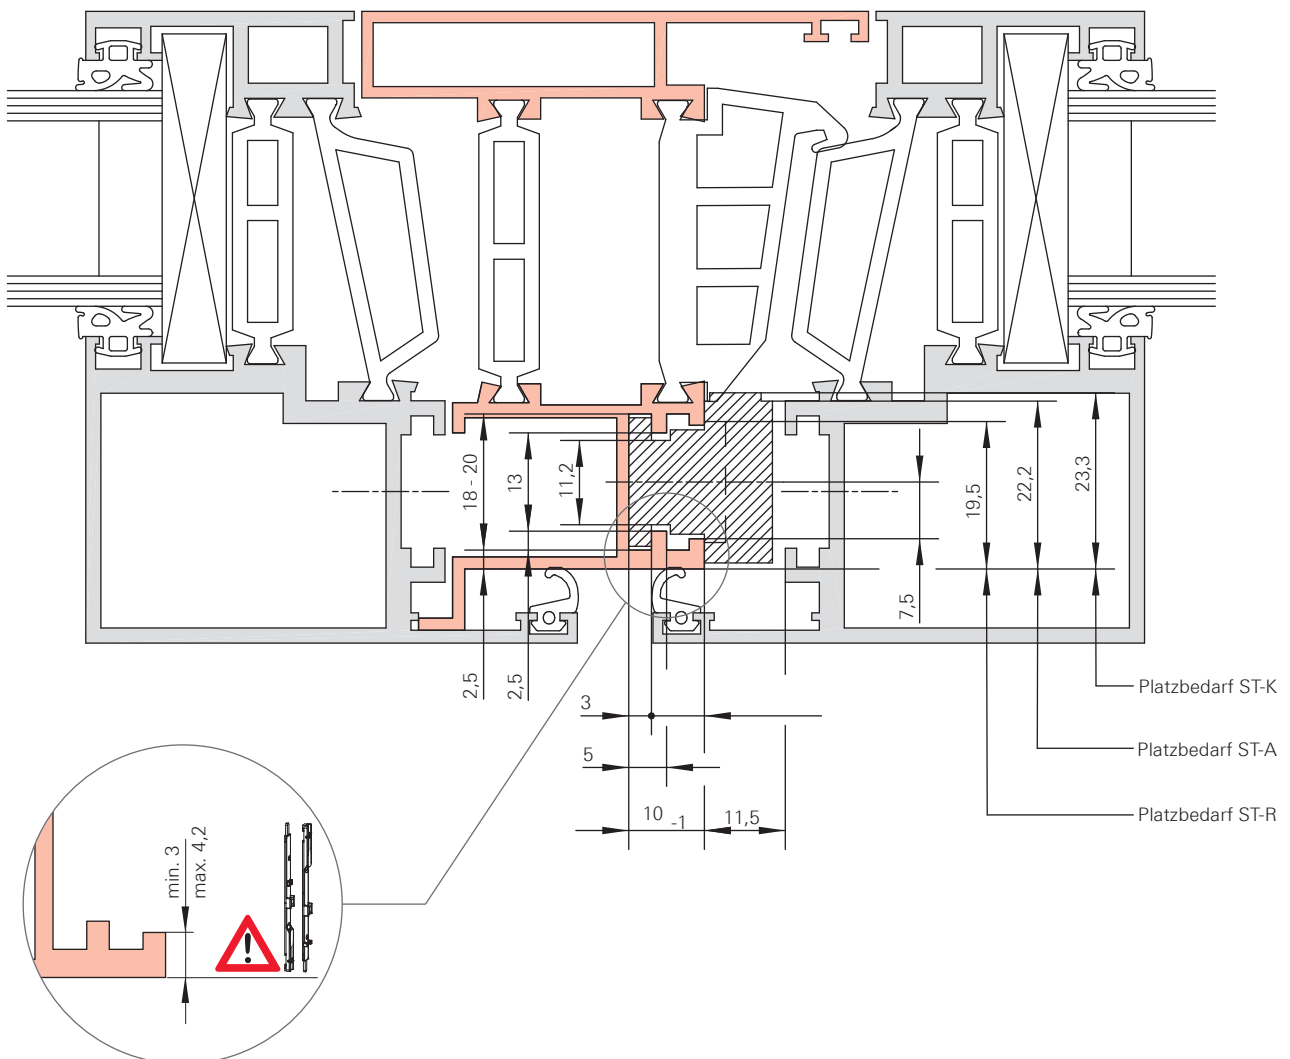 18 - 20
13
11,2
19,5
22,2
23,3
7,5
2,5
2,5
Platzbedarf ST-K
3
Platzbedarf ST-A
5
10 -1
11,5
Platzbedarf ST-R
min. 3
max. 4,2
!